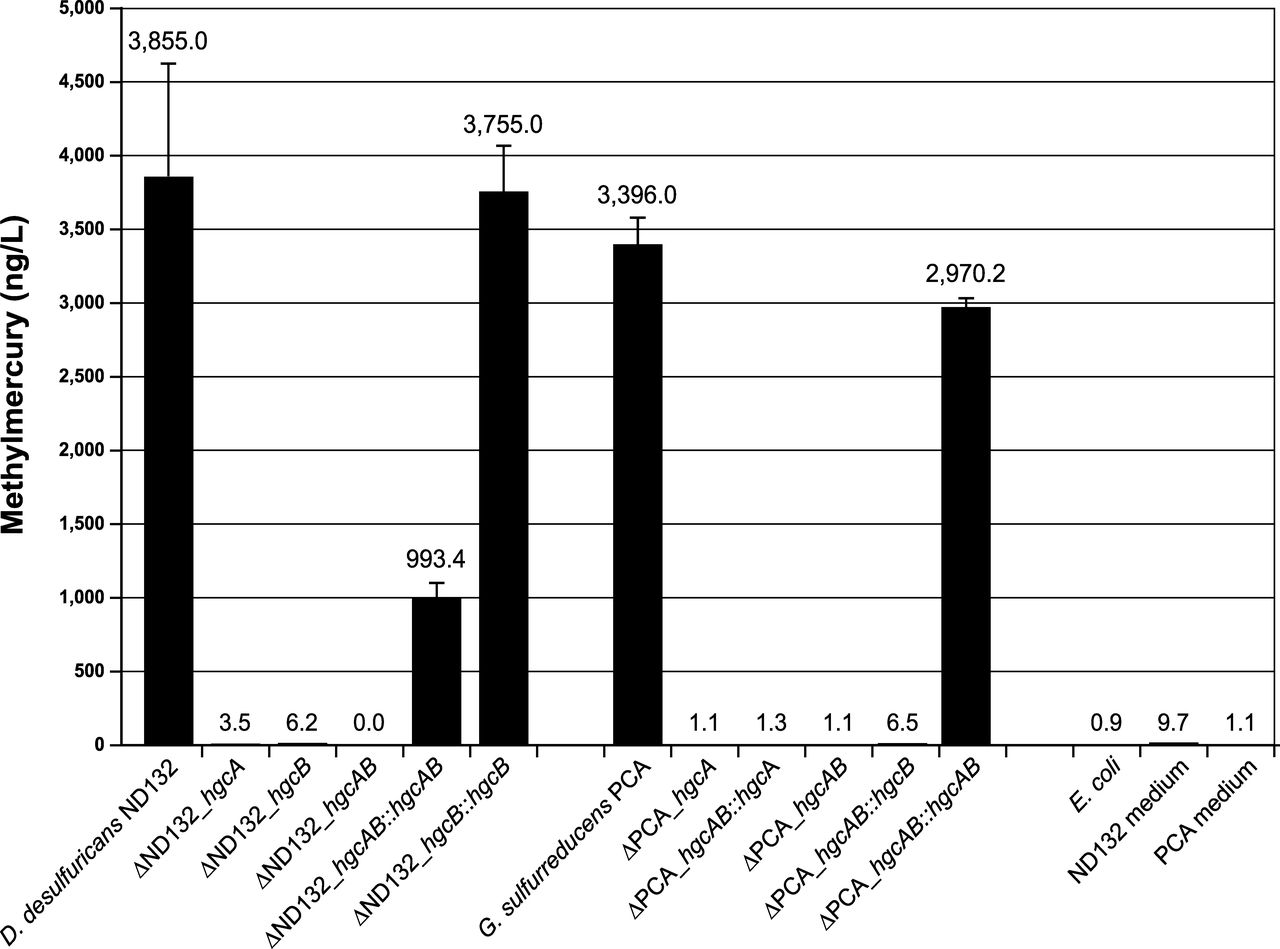 Methylmercury (ng/L)
5,000
4,500
4,000
3,500
3,000
2,500
2,000
1,500
1,000
500
0
3,855.0
3.5
6.2
0.0
993.4
3,755.0
3,396.0
1.1
1.3
1.1
6.5
2,970.2
0.9
9.7
1.1
D. desulfuricans ND132
ΔND132_hgcA
ΔND132_hgcB
ΔND132_hgcAB
ΔND132_hgcAB::hgcAB
ΔND132_hgcB::hgcB
G. sulfurreducens PCA
ΔPCA_hgcA
ΔPCA_hgcAB::hgcA
ΔPCA_hgcAB
ΔPCA_hgcAB::hgcB
ΔPCA_hgcAB::hgcAB
E. coli
ND132 medium
PCA medium